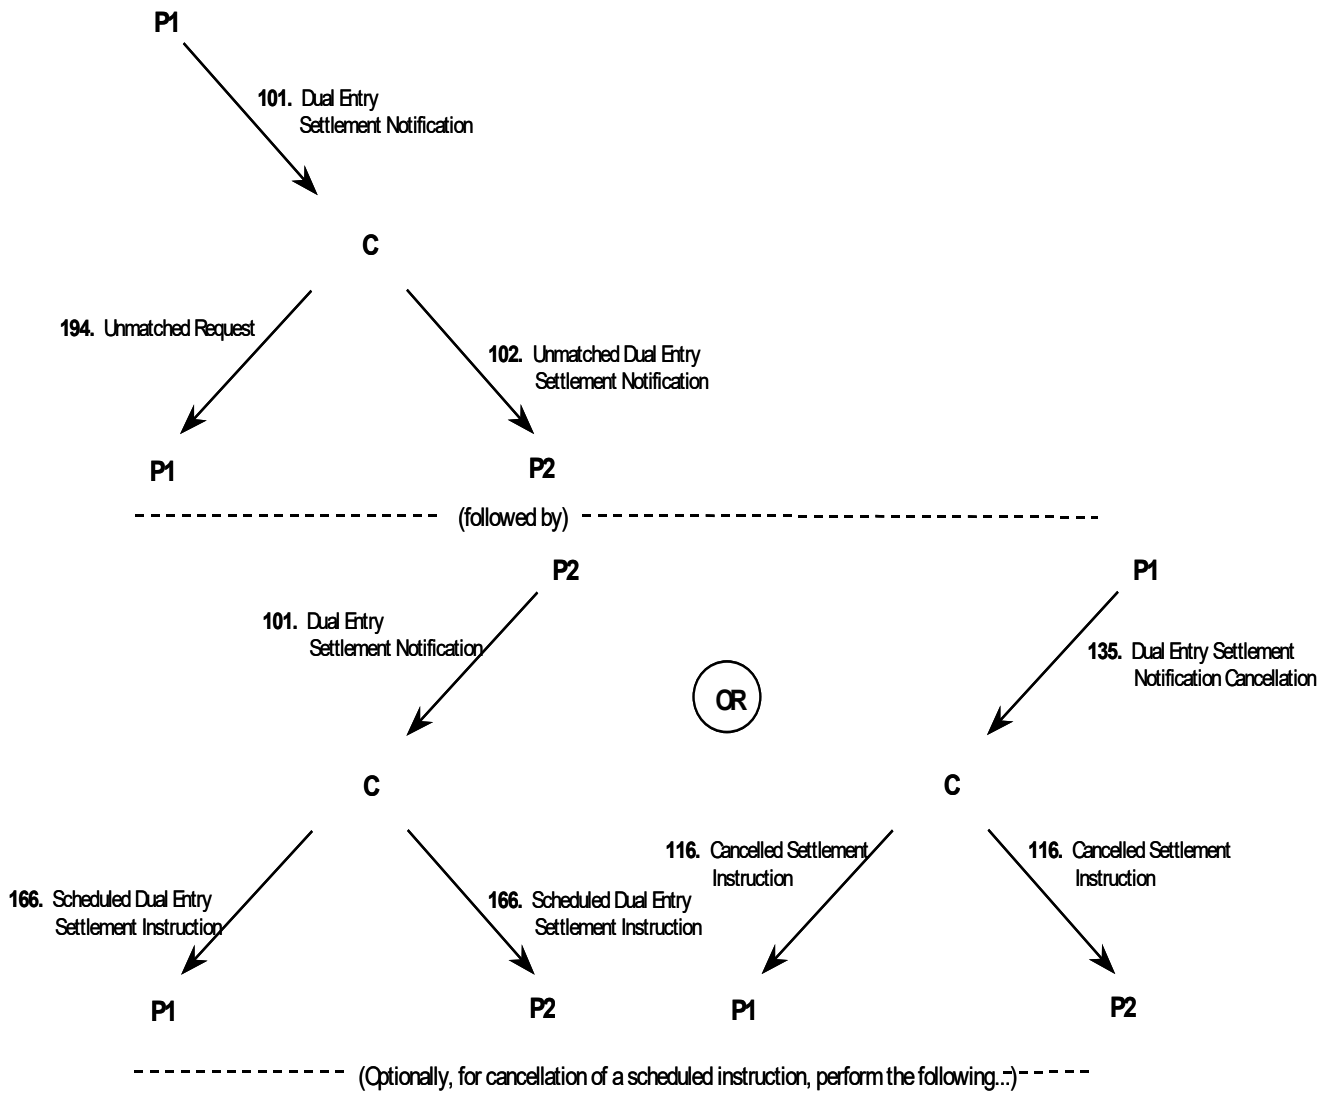 P1
101. Dual Entry
Settlement Notification
C
194. Unmatched Request
102. Unmatched Dual Entry
Settlement Notification
P1
P2
(followed by)
P2
P1
101. Dual Entry
Settlement Notification
135. Dual Entry Settlement
Notification Cancellation
OR
C
C
116. Cancelled Settlement
Instruction
116. Cancelled Settlement
Instruction
166. Scheduled Dual Entry
Settlement Instruction
166. Scheduled Dual Entry
Settlement Instruction
P1
P2
P1
P2
(Optionally, for cancellation of a scheduled instruction, perform the following...)